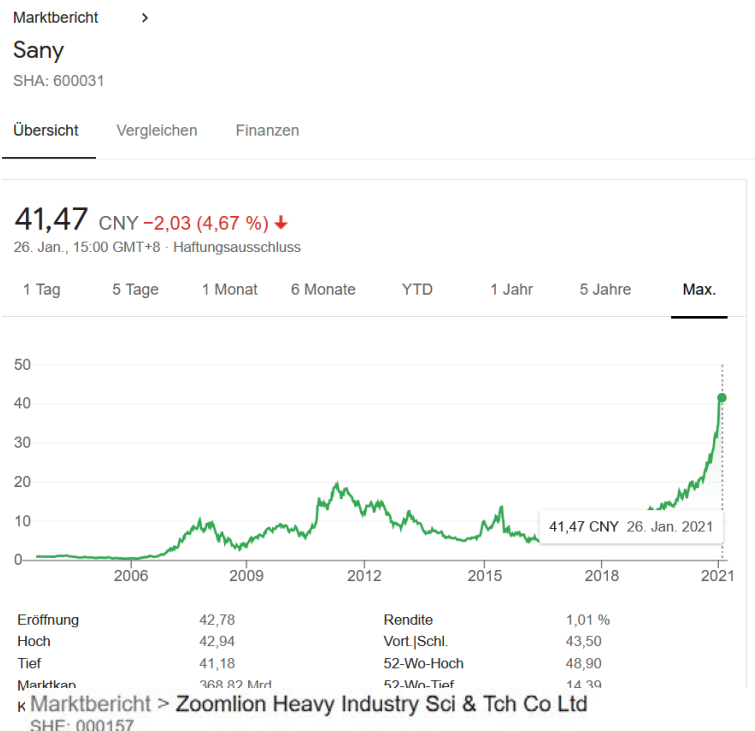 Marktbericht >
Sany
SHA: 600031
Übersicht Vergleichen Finanzen
41,47 CNY −2,03 (4,67 %)
26. Jan., 15:00 GMT+8 · Haftungsausschluss
1 Tag 5 Tage 1 Monat 6 Monate YTD 1 Jahr 5 Jahre Max.
50
40
30
20
10
41,47 CNY 26. Jan. 2021
0
2006 2009 2012 2015 2018 2021
Eröffnung 42,78 Rendite 1,01 %
Hoch 42,94 Vort.|Schl. 43,50
Tief 41,18 52-Wo-Hoch 48,90
Marktkap 368,82 Mrd 52-Wo-Tief 14,39
K
Marktbericht > Zoomlion Heavy Industry Sci & Tch Co Ltd
SHE: 000157